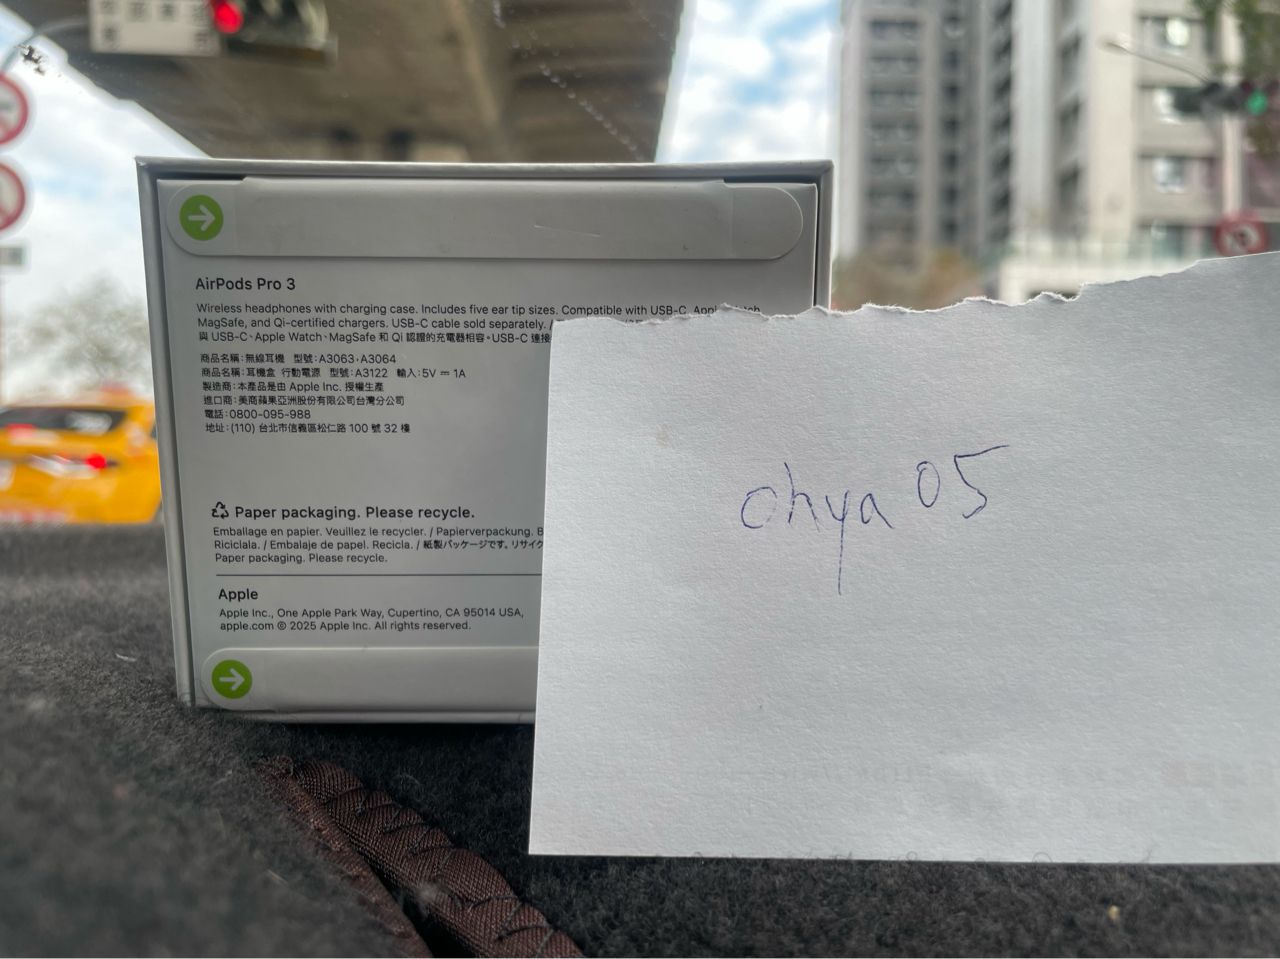 AirPods Pro 3
Wireless headphones with charging case. Includes five ear tip sizes. Compatible with USB-C, Apple Watch,
MagSafe, and Qi-certified chargers. USB-C cable sold separately. /
與 USB-C、Apple Watch、MagSafe 和 Qi 認證的充電器相容。USB-C 連接
商品名稱:無線耳機 型號:A3063、A3064
商品名稱:耳機盒 行動電源 型號:A3122 輸入:5V ⎓ 1A
製造商:本產品是由 Apple Inc. 授權生產
進口商:美商蘋果亞洲股份有限公司台灣分公司
電話:0800-095-988
地址:(110) 台北市信義區松仁路 100 號 32 樓
Paper packaging. Please recycle.
Emballage en papier. Veuillez le recycler. / Papierverpackung. B
Riciclala. / Embalaje de papel. Recicla. / 紙製パッケージです。リサイク
Paper packaging. Please recycle.
Apple
Apple Inc., One Apple Park Way, Cupertino, CA 95014 USA,
apple.com © 2025 Apple Inc. All rights reserved.
ohya05